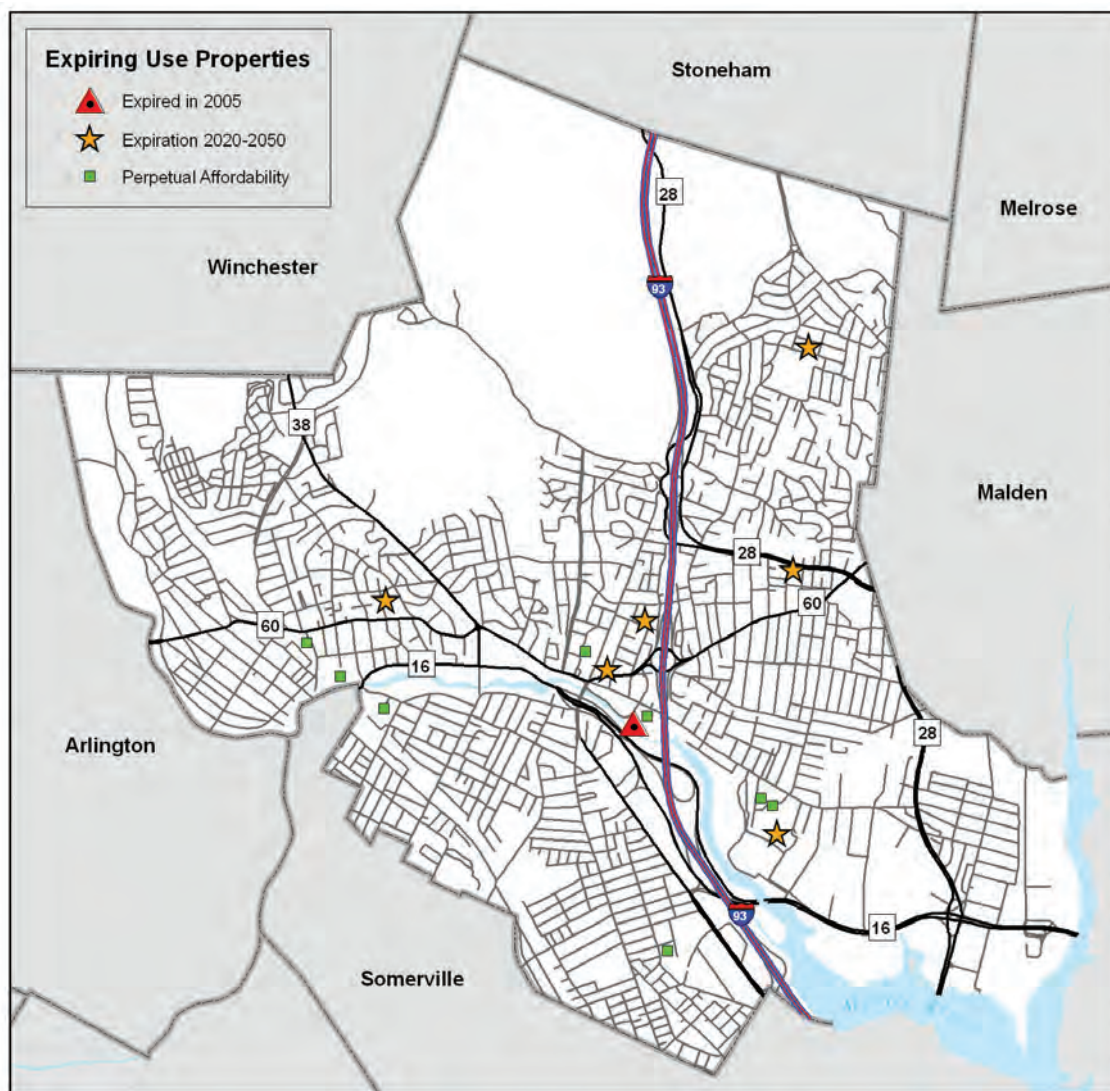 Expiring Use Properties
Expired in 2005
Expiration 2020-2050
Perpetual Affordability
Stoneham
Melrose
28
Winchester
93
38
Malden
28
60
60
16
Arlington
28
93
16
Somerville